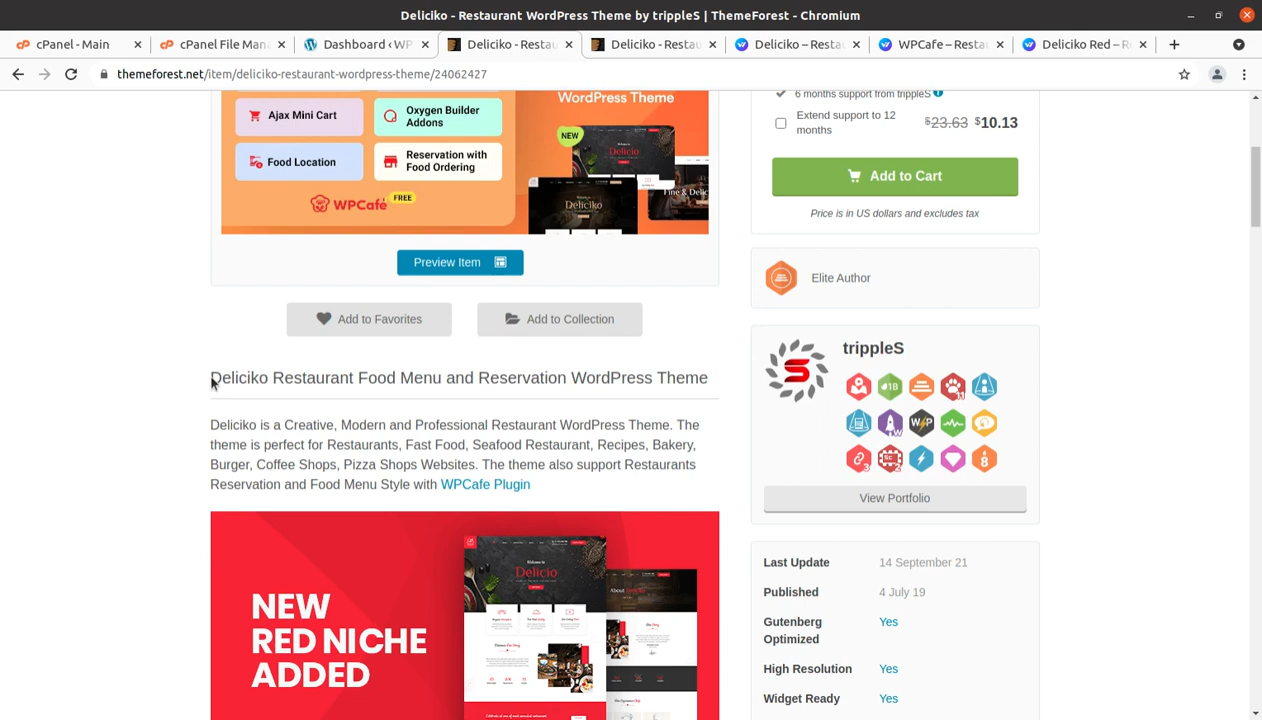 Deliciko - Restaurant WordPress Theme by trippleS | ThemeForest - Chromium
cPanel - Main
cPanel File Man
Dashboard ‹ WP
Deliciko - Restau
Deliciko - Restau
Deliciko – Resta
WPCafe – Resta
Deliciko Red – R
themeforest.net/item/deliciko-restaurant-wordpress-theme/24062427
WordPress Theme
Ajax Mini Cart
Oxygen Builder
Addons
Food Location
Reservation with
Food Ordering
WPCafe
FREE
NEW
Delicio
Deliciko
Fine & Delic
Preview Item
Add to Favorites
Add to Collection
Deliciko Restaurant Food Menu and Reservation WordPress Theme
Deliciko is a Creative, Modern and Professional Restaurant WordPress Theme. The
theme is perfect for Restaurants, Fast Food, Seafood Restaurant, Recipes, Bakery,
Burger, Coffee Shops, Pizza Shops Websites. The theme also support Restaurants
Reservation and Food Menu Style with WPCafe Plugin
NEW
RED NICHE
ADDED
Welcome to
Delicio
6 months support from trippleS
Extend support to 12
months
$23.63 $10.13
Add to Cart
Price is in US dollars and excludes tax
Elite Author
trippleS
View Portfolio
Last Update 14 September 21
Published 4 July 19
Gutenberg
Optimized
Yes
High Resolution Yes
Widget Ready Yes